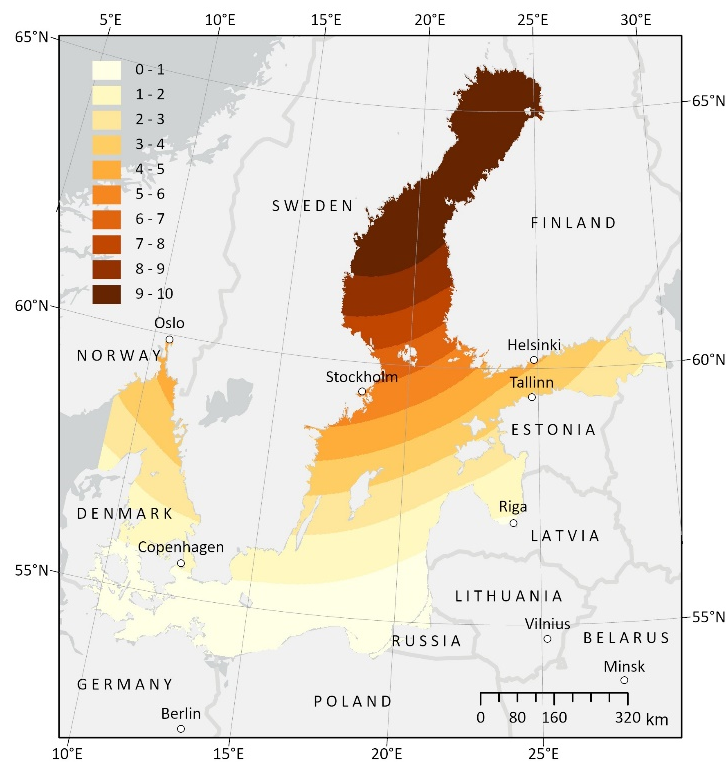 5°E 10°E 15°E 20°E 25°E 30°E
65°N
0 - 1
1 - 2
2 - 3
3 - 4
4 - 5
5 - 6
6 - 7
7 - 8
8 - 9
9 - 10
65°N
SWEDEN
FINLAND
60°N
Oslo
NORWAY
Helsinki
60°N
Stockholm
Tallinn
ESTONIA
DENMARK
Riga
LATVIA
Copenhagen
55°N
LITHUANIA
55°N
Vilnius
RUSSIA
BELARUS
Minsk
GERMANY
POLAND
Berlin
0 80 160 320 km
10°E 15°E 20°E 25°E